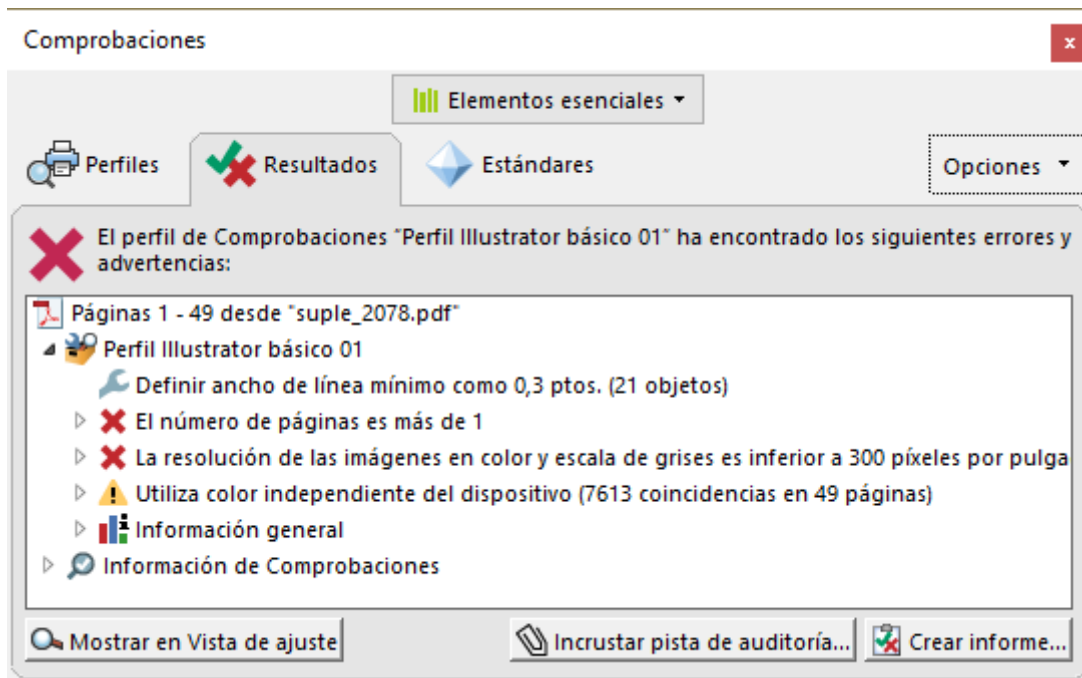 Comprobaciones
x
Elementos esenciales
Perfiles
Resultados
Estándares
Opciones
El perfil de Comprobaciones "Perfil Illustrator básico 01" ha encontrado los siguientes errores y
advertencias:
Páginas 1 - 49 desde "suple_2078.pdf"
Perfil Illustrator básico 01
Definir ancho de línea mínimo como 0,3 ptos. (21 objetos)
El número de páginas es más de 1
La resolución de las imágenes en color y escala de grises es inferior a 300 píxeles por pulga
Utiliza color independiente del dispositivo (7613 coincidencias en 49 páginas)
Información general
Información de Comprobaciones
Mostrar en Vista de ajuste
Incrustar pista de auditoría...
Crear informe...